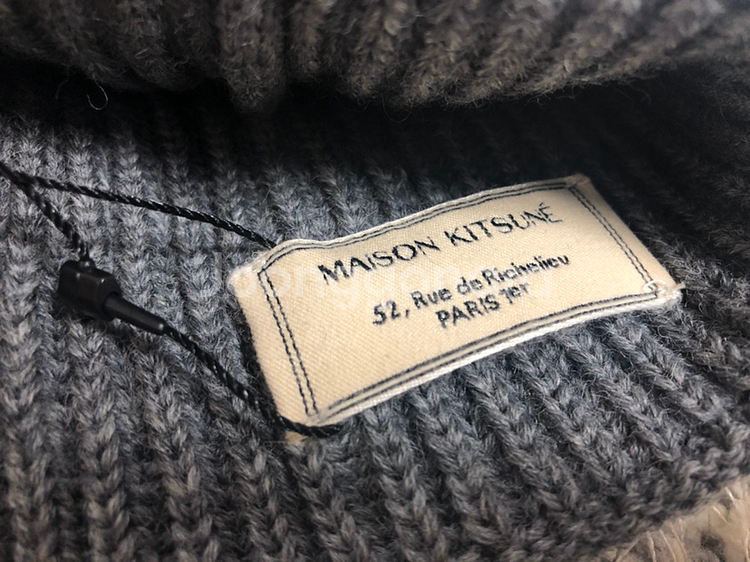 MAISON KITSUNÉ
52, Rue de Richelieu
PARIS 1er